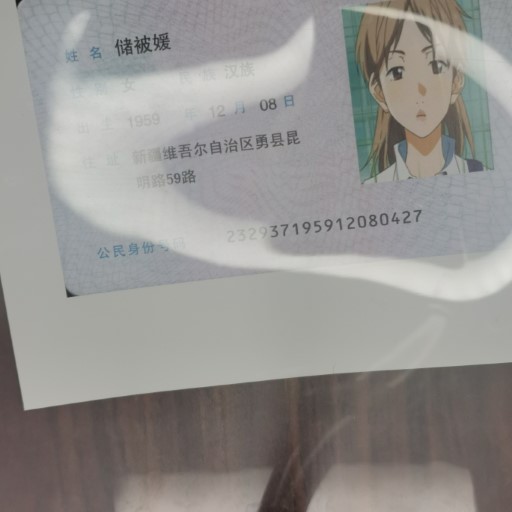 姓名 储被媛
性别 女 民族 汉族
出生 1959 年 12 月 08 日
住址 新疆维吾尔自治区勇县昆
明路59路
公民身份号码 232937195912080427